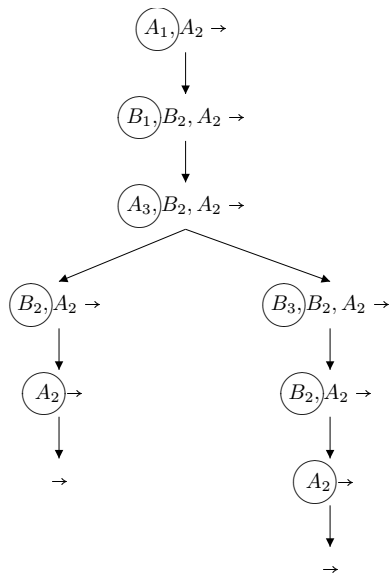 A₁, A₂ →
B₁, B₂, A₂ →
A₃, B₂, A₂ →
B₂, A₂ →
B₃, B₂, A₂ →
A₂ →
B₂, A₂ →
→
A₂ →
→